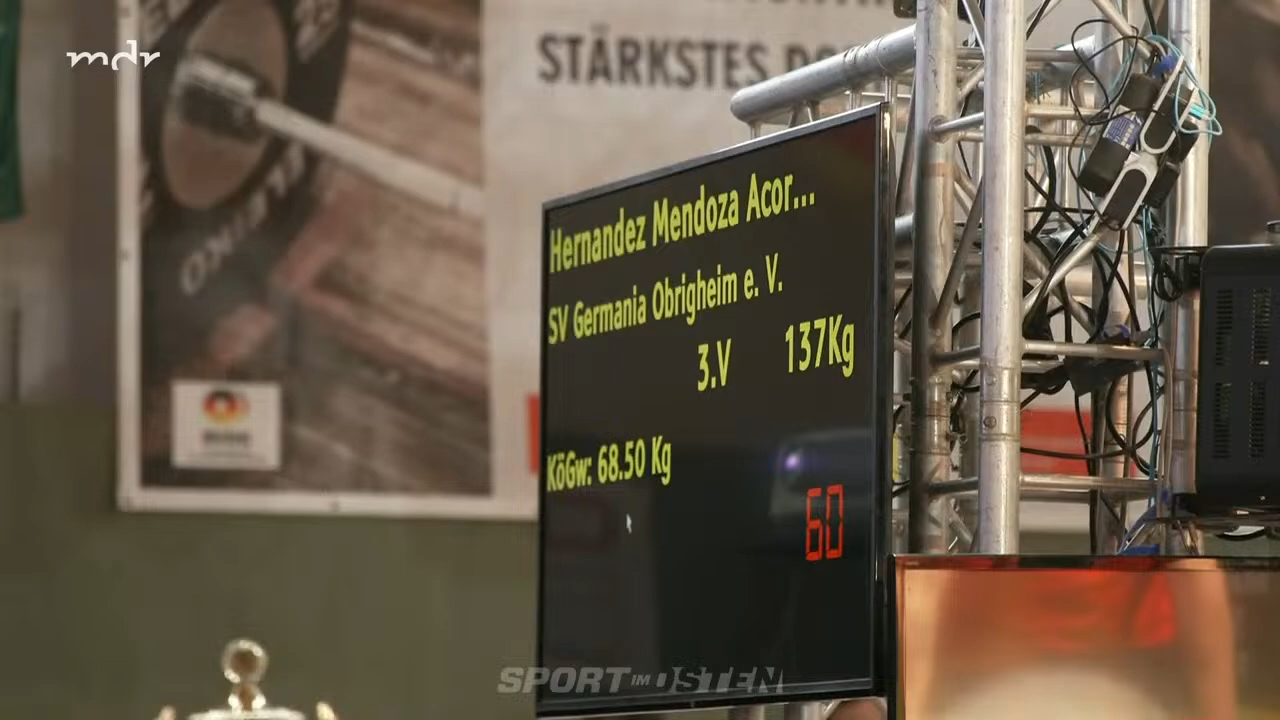 mdr
STÄRKSTES
Hernandez Mendoza Acor...
SV Germania Obrigheim e. V.
3.V 137Kg
KöGw: 68.50 Kg
60
SPORT IM OSTEN